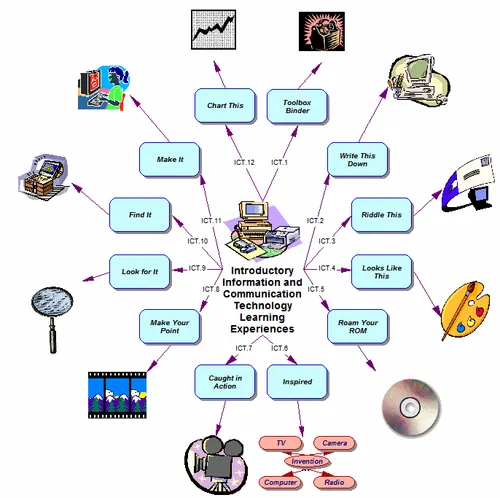 Chart This
Toolbox
Binder
ICT.12
ICT.1
Make It
Write This
Down
ICT.11
ICT.2
Find It
Riddle This
ICT.10
ICT.3
Look for It
ICT.9
ICT.4
Looks Like
This
ICT.8
ICT.5
Introductory
Information and
Communication
Technology
Learning
Experiences
Make Your
Point
Roam Your
ROM
ICT.7
ICT.6
Caught in
Action
Inspired
TV
Camera
Invention
Computer
Radio